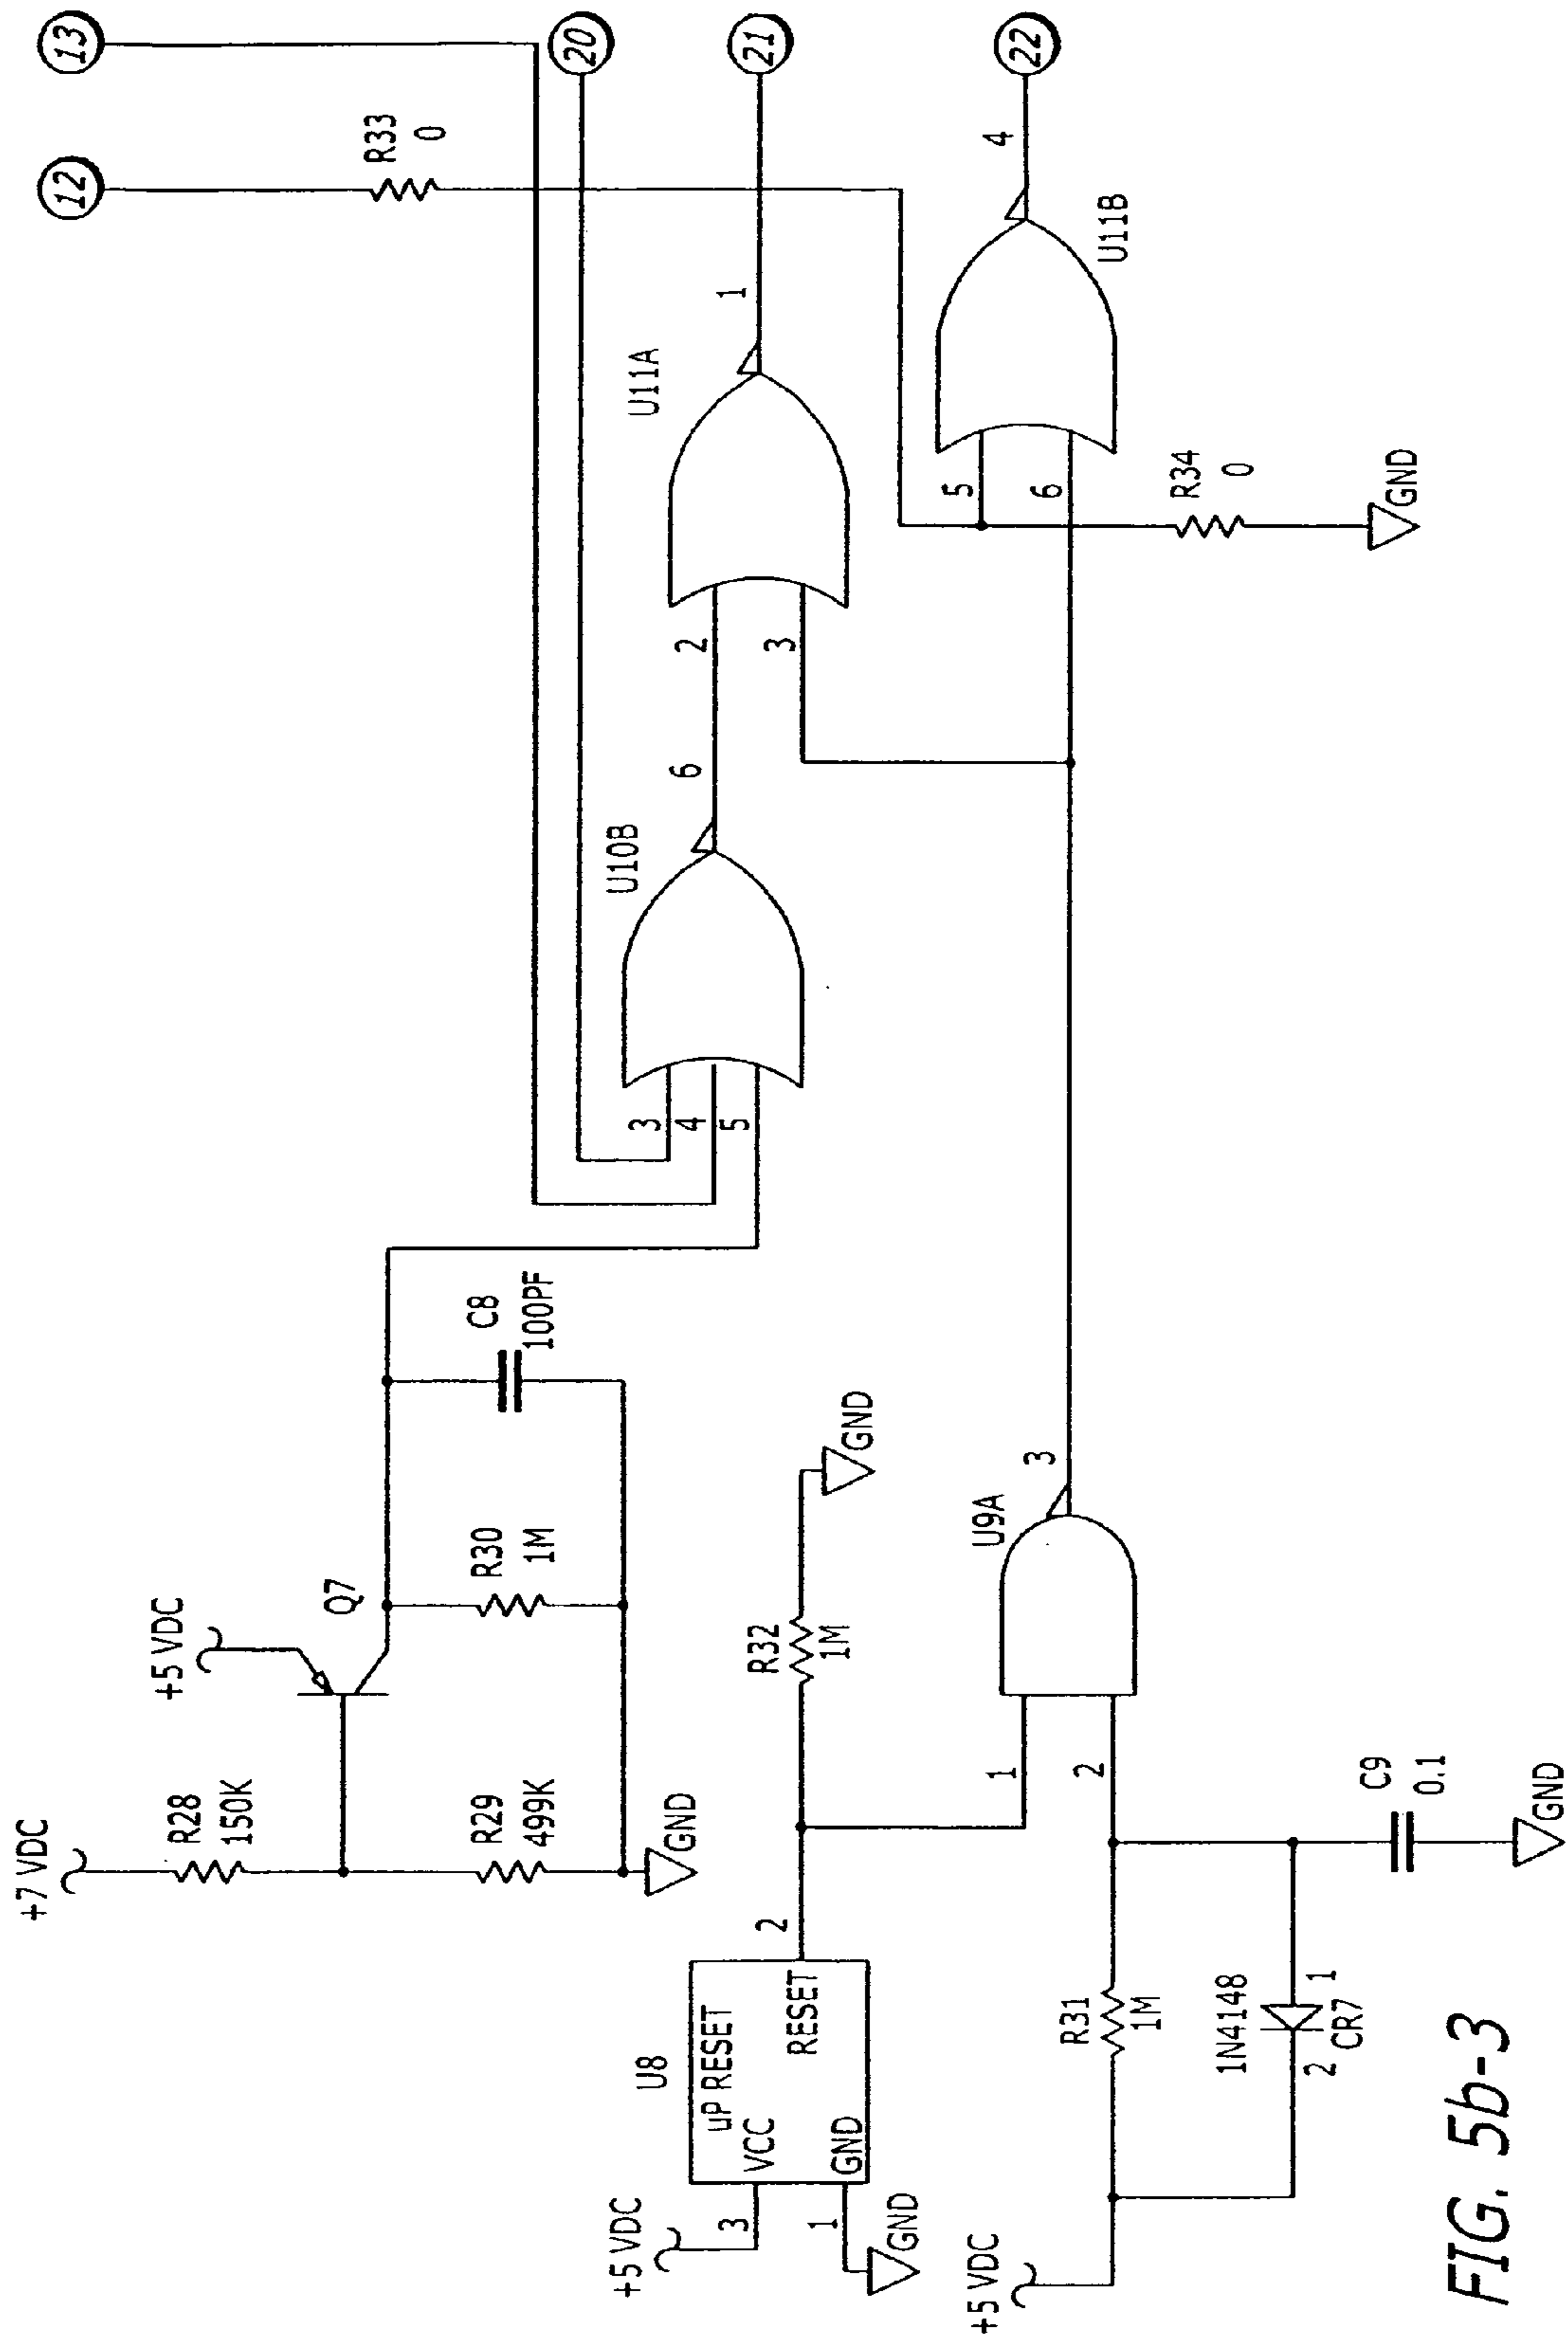 13
12
R33
0
20
21
22
4
U11B
1
U11A
2
3
5
6
R34
0
GND
6
U10B
3
4
5
C8
100PF
+5 VDC
Q7
R30
1M
+7 VDC
R28
150K
R29
499K
GND
R32
1M
GND
U9A
3
1
2
U8
uP RESET
VCC
RESET
GND
2
+5 VDC
3
1
GND
R31
1M
1N4148
2
1
CR7
C9
0.1
GND
+5 VDC
FIG. 5b-3